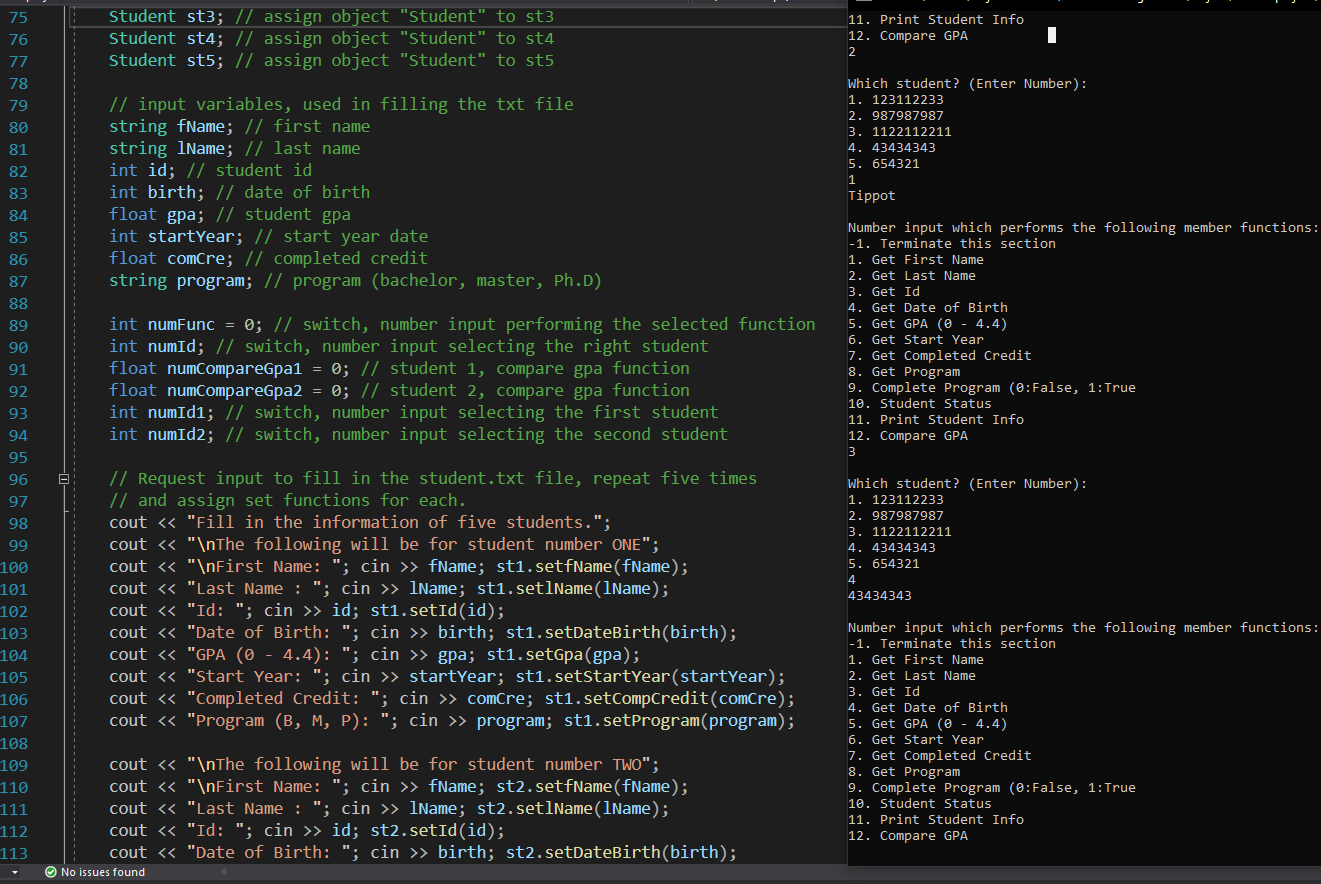 75 Student st3; // assign object "Student" to st3
76 Student st4; // assign object "Student" to st4
77 Student st5; // assign object "Student" to st5
78
79 // input variables, used in filling the txt file
80 string fName; // first name
81 string lName; // last name
82 int id; // student id
83 int birth; // date of birth
84 float gpa; // student gpa
85 int startYear; // start year date
86 float comCre; // completed credit
87 string program; // program (bachelor, master, Ph.D)
88
89 int numFunc = 0; // switch, number input performing the selected function
90 int numId; // switch, number input selecting the right student
91 float numCompareGpa1 = 0; // student 1, compare gpa function
92 float numCompareGpa2 = 0; // student 2, compare gpa function
93 int numId1; // switch, number input selecting the first student
94 int numId2; // switch, number input selecting the second student
95
96 // Request input to fill in the student.txt file, repeat five times
97 // and assign set functions for each.
98 cout << "Fill in the information of five students.";
99 cout << "\nThe following will be for student number ONE";
100 cout << "\nFirst Name: "; cin >> fName; st1.setfName(fName);
101 cout << "Last Name : "; cin >> lName; st1.setlName(lName);
102 cout << "Id: "; cin >> id; st1.setId(id);
103 cout << "Date of Birth: "; cin >> birth; st1.setDateBirth(birth);
104 cout << "GPA (0 - 4.4): "; cin >> gpa; st1.setGpa(gpa);
105 cout << "Start Year: "; cin >> startYear; st1.setStartYear(startYear);
106 cout << "Completed Credit: "; cin >> comCre; st1.setCompCredit(comCre);
107 cout << "Program (B, M, P): "; cin >> program; st1.setProgram(program);
108
109 cout << "\nThe following will be for student number TWO";
110 cout << "\nFirst Name: "; cin >> fName; st2.setfName(fName);
111 cout << "Last Name : "; cin >> lName; st2.setlName(lName);
112 cout << "Id: "; cin >> id; st2.setId(id);
113 cout << "Date of Birth: "; cin >> birth; st2.setDateBirth(birth);
No issues found
11. Print Student Info
12. Compare GPA
2
Which student? (Enter Number):
1. 123112233
2. 987987987
3. 1122112211
4. 43434343
5. 654321
1
Tippot
Number input which performs the following member functions:
-1. Terminate this section
1. Get First Name
2. Get Last Name
3. Get Id
4. Get Date of Birth
5. Get GPA (0 - 4.4)
6. Get Start Year
7. Get Completed Credit
8. Get Program
9. Complete Program (0:False, 1:True
10. Student Status
11. Print Student Info
12. Compare GPA
3
Which student? (Enter Number):
1. 123112233
2. 987987987
3. 1122112211
4. 43434343
5. 654321
4
43434343
Number input which performs the following member functions:
-1. Terminate this section
1. Get First Name
2. Get Last Name
3. Get Id
4. Get Date of Birth
5. Get GPA (0 - 4.4)
6. Get Start Year
7. Get Completed Credit
8. Get Program
9. Complete Program (0:False, 1:True
10. Student Status
11. Print Student Info
12. Compare GPA